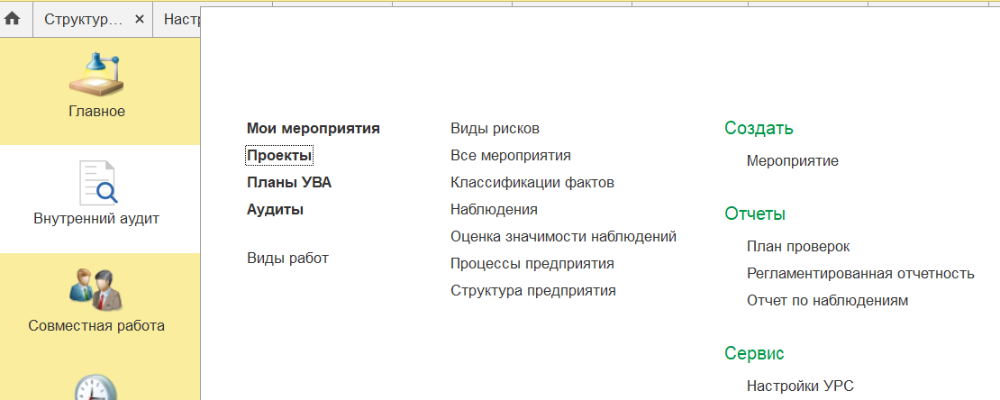 Структур...
Наст
Главное
Внутренний аудит
Совместная работа
Мои мероприятия
Проекты
Планы УВА
Аудиты
Виды работ
Виды рисков
Все мероприятия
Классификации фактов
Наблюдения
Оценка значимости наблюдений
Процессы предприятия
Структура предприятия
Создать
Мероприятие
Отчеты
План проверок
Регламентированная отчетность
Отчет по наблюдениям
Сервис
Настройки УРС